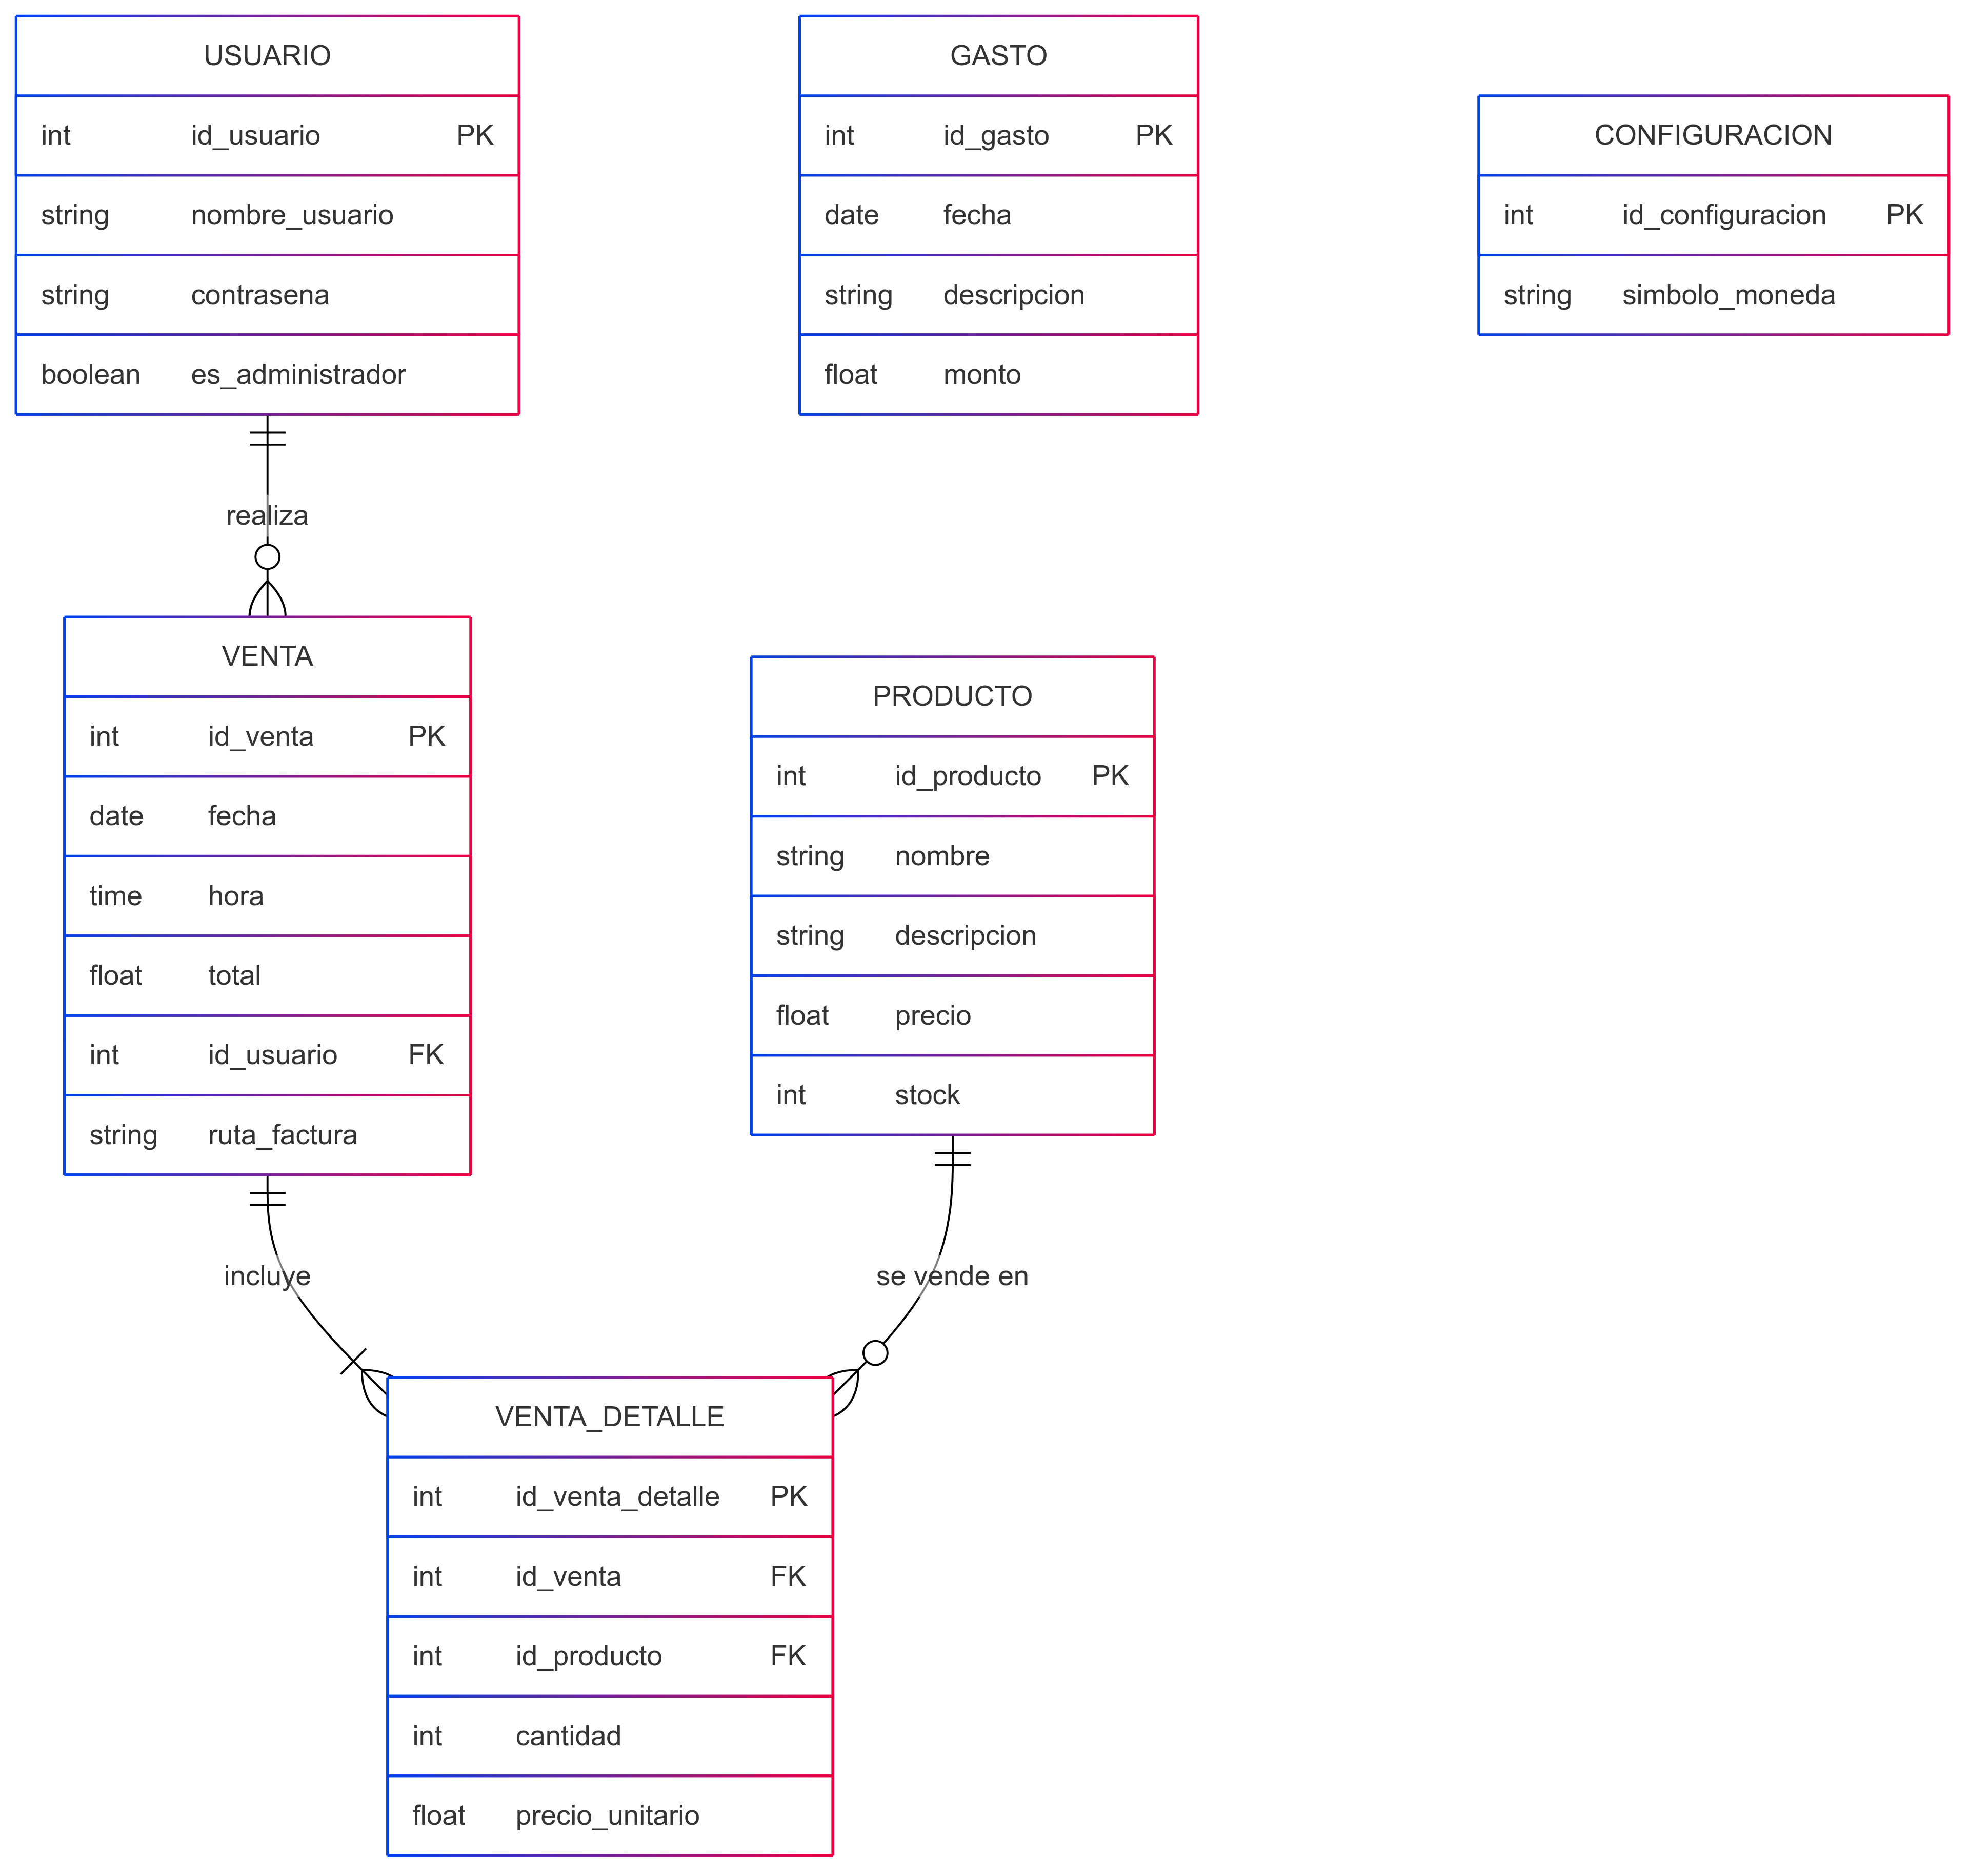 USUARIO
int id_usuario PK
string nombre_usuario
string contrasena
boolean es_administrador
GASTO
int id_gasto PK
date fecha
string descripcion
float monto
CONFIGURACION
int id_configuracion PK
string simbolo_moneda
realiza
VENTA
int id_venta PK
date fecha
time hora
float total
int id_usuario FK
string ruta_factura
PRODUCTO
int id_producto PK
string nombre
string descripcion
float precio
int stock
incluye
se vende en
VENTA_DETALLE
int id_venta_detalle PK
int id_venta FK
int id_producto FK
int cantidad
float precio_unitario